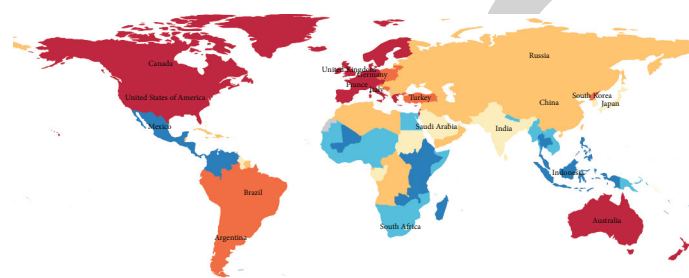 Canada
Russia
United Kingdom
Germany
France
Italy
United States of America
Turkey
South Korea
China
Japan
Mexico
Saudi Arabia
India
Indonesia
Brazil
Australia
South Africa
Argentina